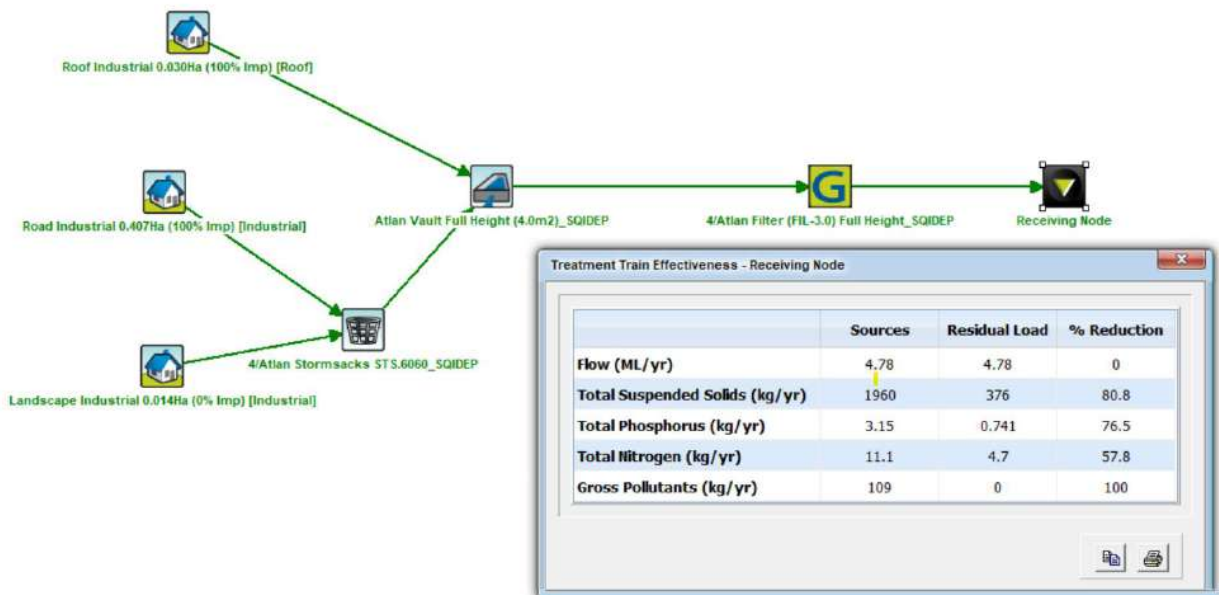 Roof Industrial 0.030Ha (100% Imp) [Roof]
Road Industrial 0.407Ha (100% Imp) [Industrial]
Atlan Vault Full Height (4.0m2)_SQIDEP
G
4/Atlan Filter (FIL-3.0) Full Height_SQIDEP
Receiving Node
4/Atlan Stormsacks STS.6060_SQIDEP
Landscape Industrial 0.014Ha (0% Imp) [Industrial]
Treatment Train Effectiveness - Receiving Node
Sources Residual Load % Reduction
Flow (ML/yr) 4.78 4.78 0
Total Suspended Solids (kg/yr) 1960 376 80.8
Total Phosphorus (kg/yr) 3.15 0.741 76.5
Total Nitrogen (kg/yr) 11.1 4.7 57.8
Gross Pollutants (kg/yr) 109 0 100